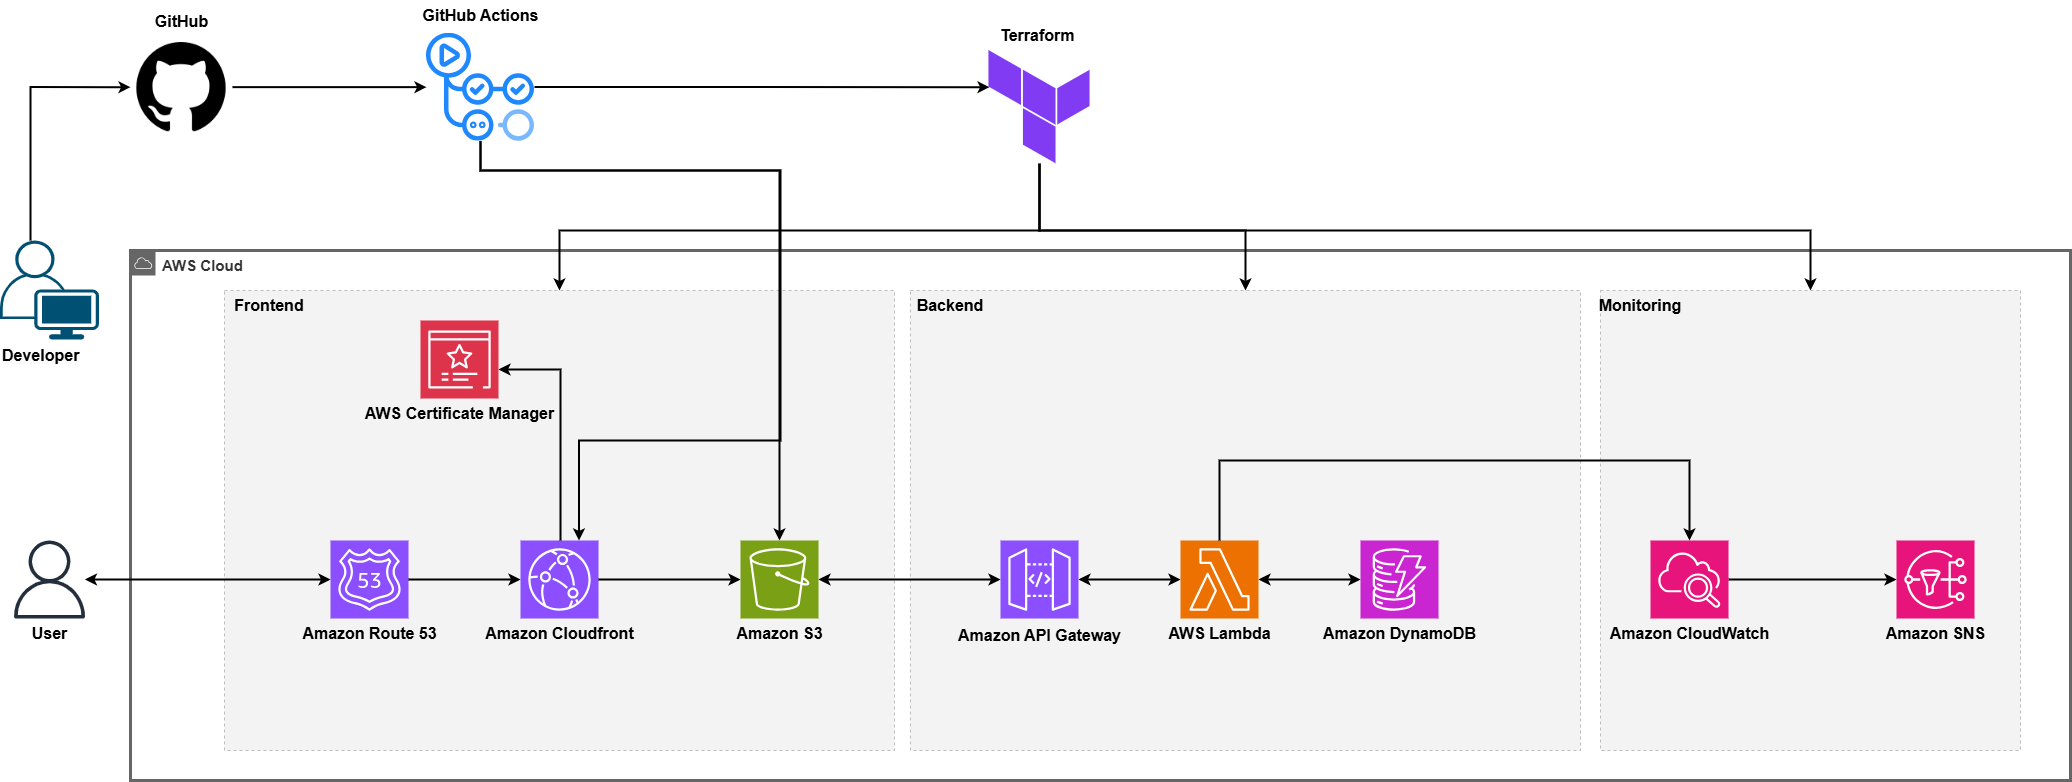 GitHub
GitHub Actions
Terraform
AWS Cloud
Frontend
Backend
Monitoring
Developer
AWS Certificate Manager
53
</>
User
Amazon Route 53
Amazon Cloudfront
Amazon S3
Amazon API Gateway
AWS Lambda
Amazon DynamoDB
Amazon CloudWatch
Amazon SNS